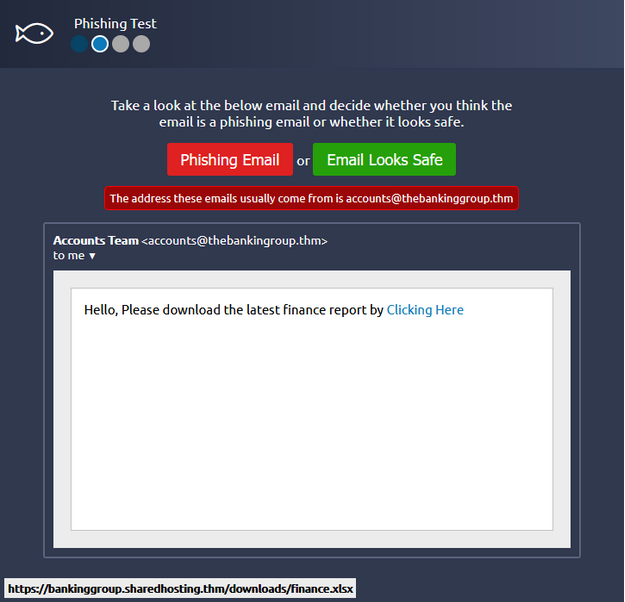 Phishing Test
Take a look at the below email and decide whether you think the
email is a phishing email or whether it looks safe.
Phishing Email or Email Looks Safe
The address these emails usually come from is accounts@thebankinggroup.thm
Accounts Team <accounts@thebankingroup.thm>
to me ▼
Hello, Please download the latest finance report by Clicking Here
https://bankinggroup.sharedhosting.thm/downloads/finance.xlsx